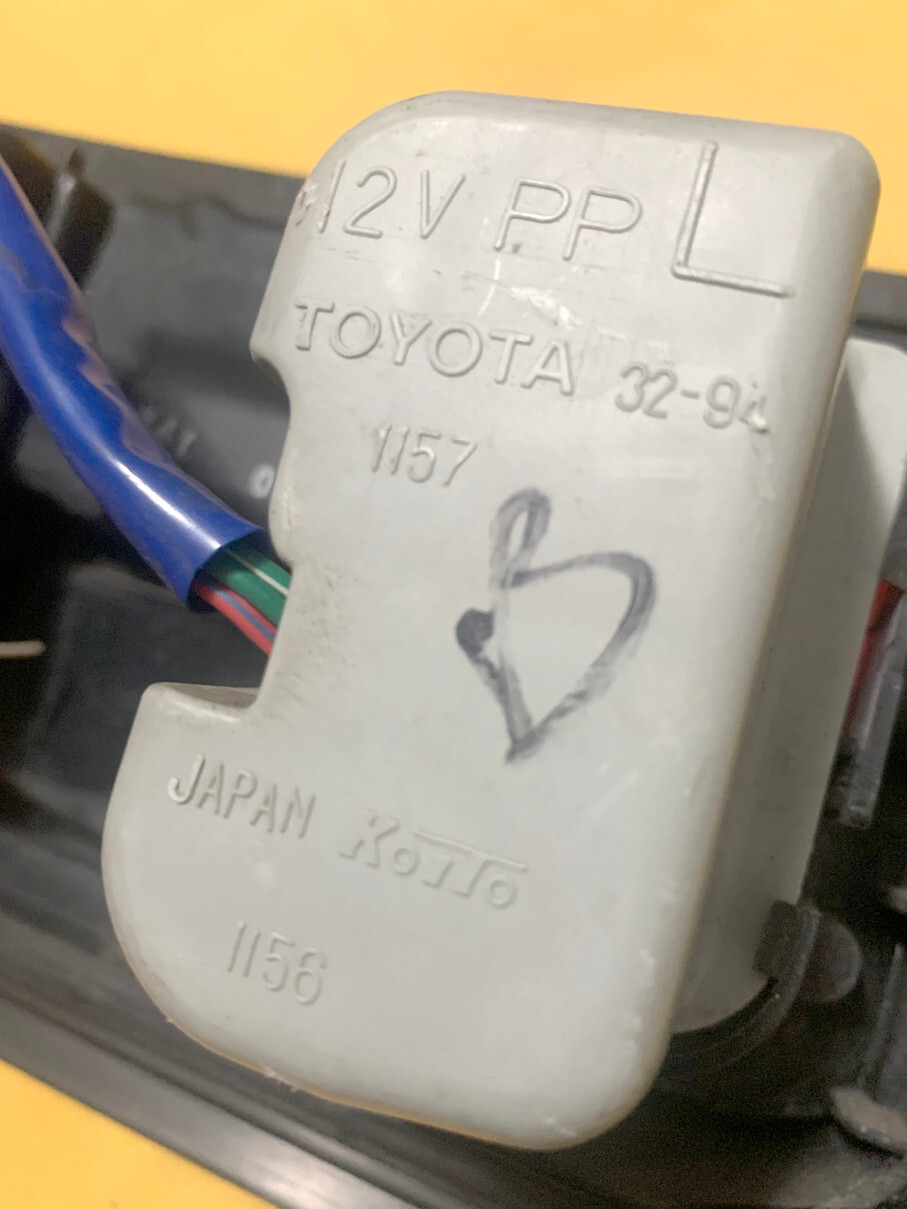 12V PP L
TOYOTA 32-94
1157
JAPAN KOITO
1156